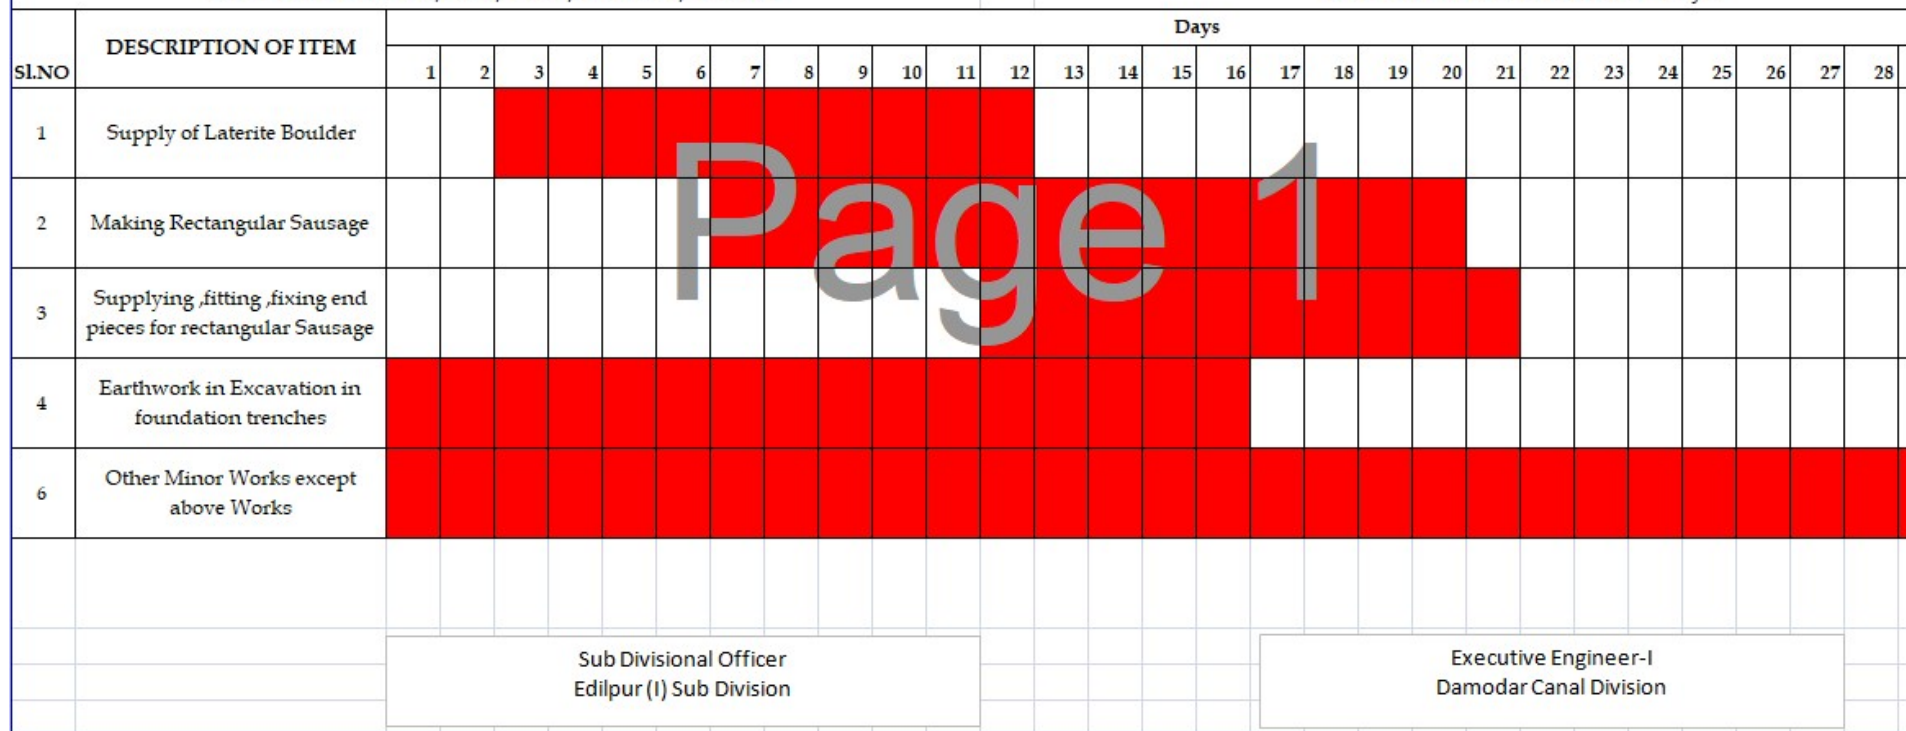 Days
Sl.NO DESCRIPTION OF ITEM
1 2 3 4 5 6 7 8 9 10 11 12 13 14 15 16 17 18 19 20 21 22 23 24 25 26 27 28
1 Supply of Laterite Boulder
2 Making Rectangular Sausage
3 Supplying ,fitting ,fixing end
pieces for rectangular Sausage
4 Earthwork in Excavation in
foundation trenches
6 Other Minor Works except
above Works
Page 1
Sub Divisional Officer
Edilpur (I) Sub Division
Executive Engineer-I
Damodar Canal Division